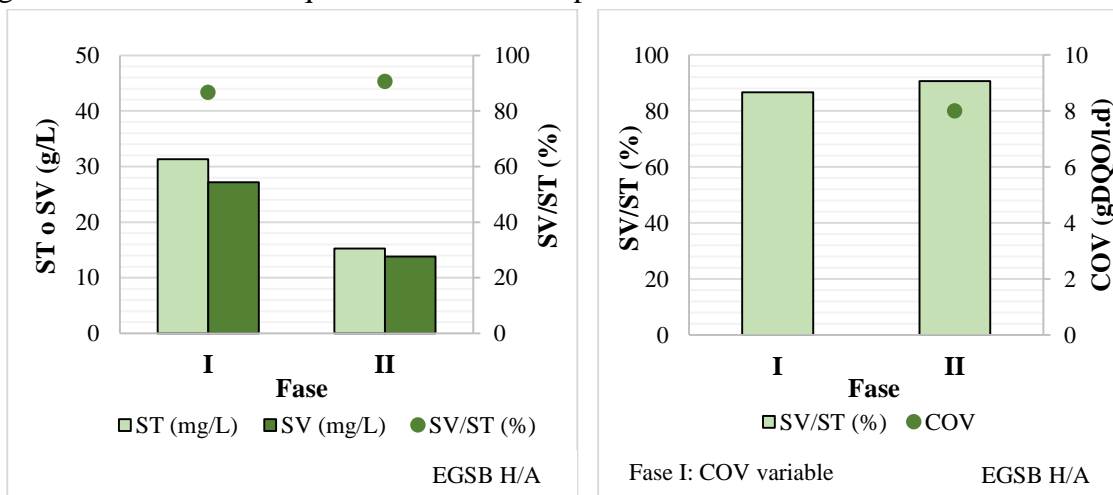 50
40
30
20
10
0
100
80
60
40
20
0
ST o SV (g/L)
SV/ST (%)
I II
Fase
ST (mg/L) SV (mg/L) SV/ST (%)
EGSB H/A
100
80
60
40
20
0
10
8
6
4
2
0
SV/ST (%)
COV (gDQO/l.d)
I II
Fase
SV/ST (%) COV
Fase I: COV variable EGSB H/A